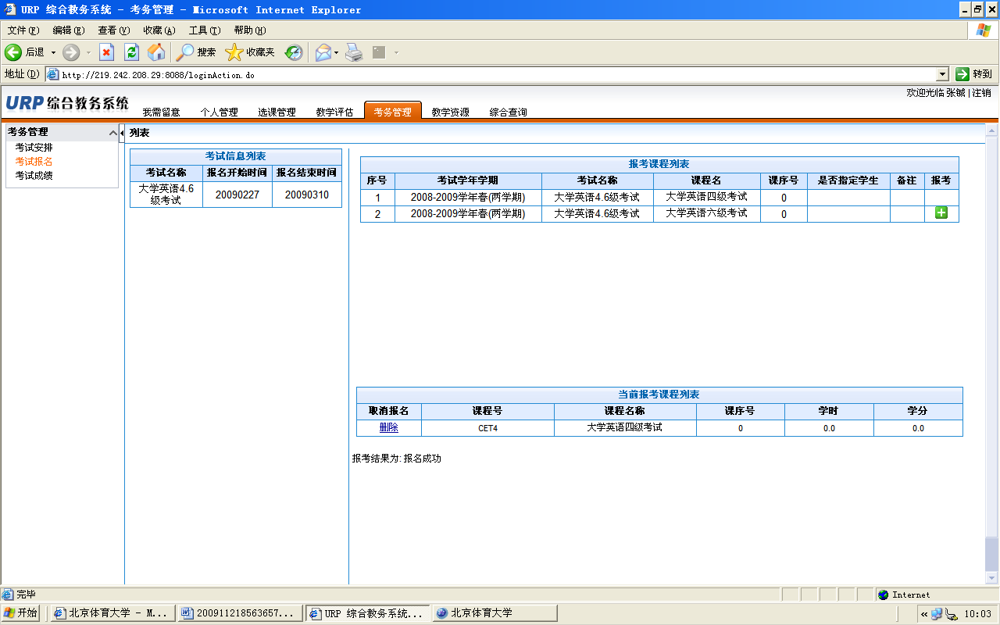 URP 综合教务系统 - 考务管理 - Microsoft Internet Explorer
文件(F) 编辑(E) 查看(V) 收藏(A) 工具(T) 帮助(H)
后退 搜索 收藏夹
地址(D) http://219.242.208.29:8088/loginAction.do 转到
欢迎光临 张铖 | 注销
URP 综合教务系统 我需留意 个人管理 选课管理 教学评估 考务管理 教学资源 综合查询
考务管理
考试安排
考试报名
考试成绩
列表
考试信息列表
考试名称 报名开始时间 报名结束时间
大学英语4.6
级考试 20090227 20090310
报考课程列表
序号 考试学年学期 考试名称 课程名 课序号 是否指定学生 备注 报考
1 2008-2009学年春(两学期) 大学英语4.6级考试 大学英语四级考试 0
2 2008-2009学年春(两学期) 大学英语4.6级考试 大学英语六级考试 0
当前报考课程列表
取消报名 课程号 课程名称 课序号 学时 学分
删除 CET4 大学英语四级考试 0 0.0 0.0
报考结果为: 报名成功
完毕 Internet
开始 北京体育大学 - M... 200911218563657... URP 综合教务系统... 北京体育大学 « 10:03